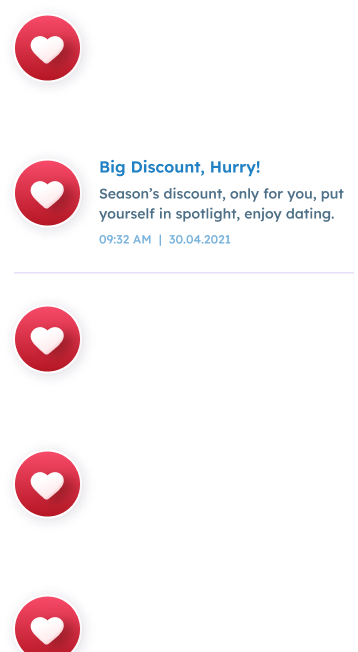 Big Discount, Hurry!
Season's discount, only for you, put
yourself in spotlight, enjoy dating.
09:32 AM | 30.04.2021